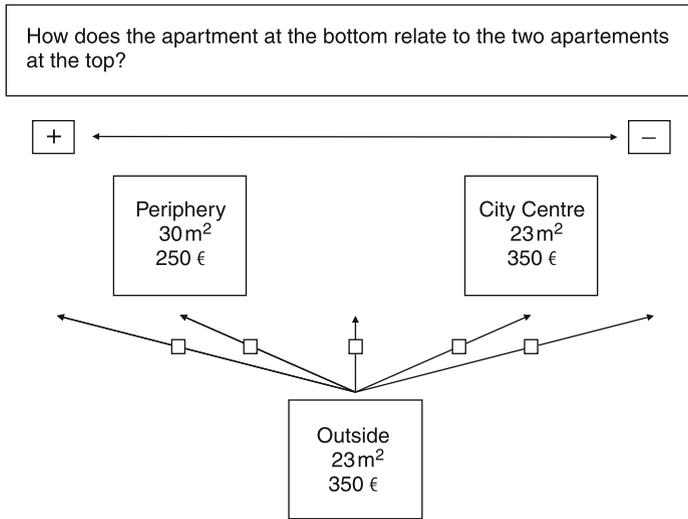 How does the apartment at the bottom relate to the two apartements
at the top?
+
−
Periphery
30 m²
250 €
City Centre
23 m²
350 €
Outside
23 m²
350 €